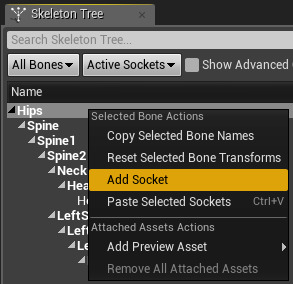 Skeleton Tree
Search Skeleton Tree...
All Bones Active Sockets Show Advanced
Name
Hips
Spine
Spine1
Spine2
Neck
Hea
He
LeftS
Left
Le
Selected Bone Actions
Copy Selected Bone Names
Reset Selected Bone Transforms
Add Socket
Paste Selected Sockets Ctrl+V
Attached Assets Actions
Add Preview Asset
Remove All Attached Assets